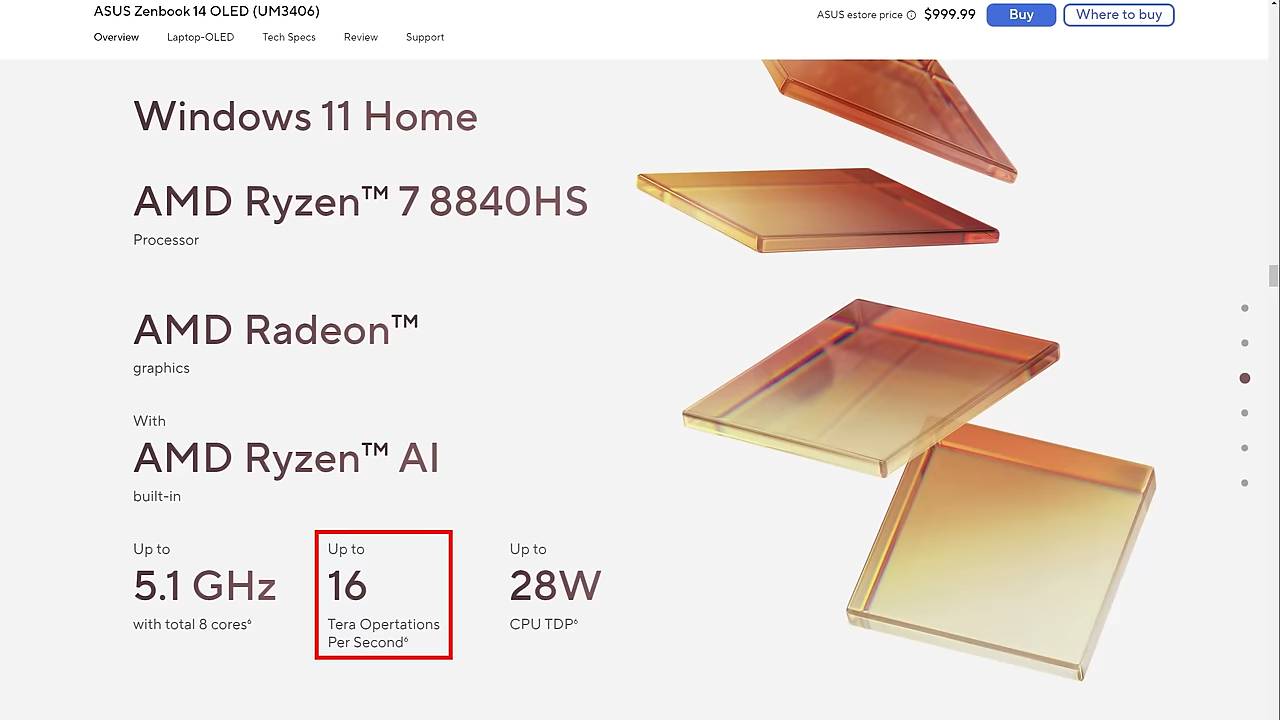 ASUS Zenbook 14 OLED (UM3406)
ASUS estore price $999.99 Buy Where to buy
Overview Laptop-OLED Tech Specs Review Support
Windows 11 Home
AMD Ryzen™ 7 8840HS
Processor
AMD Radeon™
graphics
With
AMD Ryzen™ AI
built-in
Up to
5.1 GHz
with total 8 cores⁶
Up to
16
Tera Opertations
Per Second⁶
Up to
28W
CPU TDP⁶